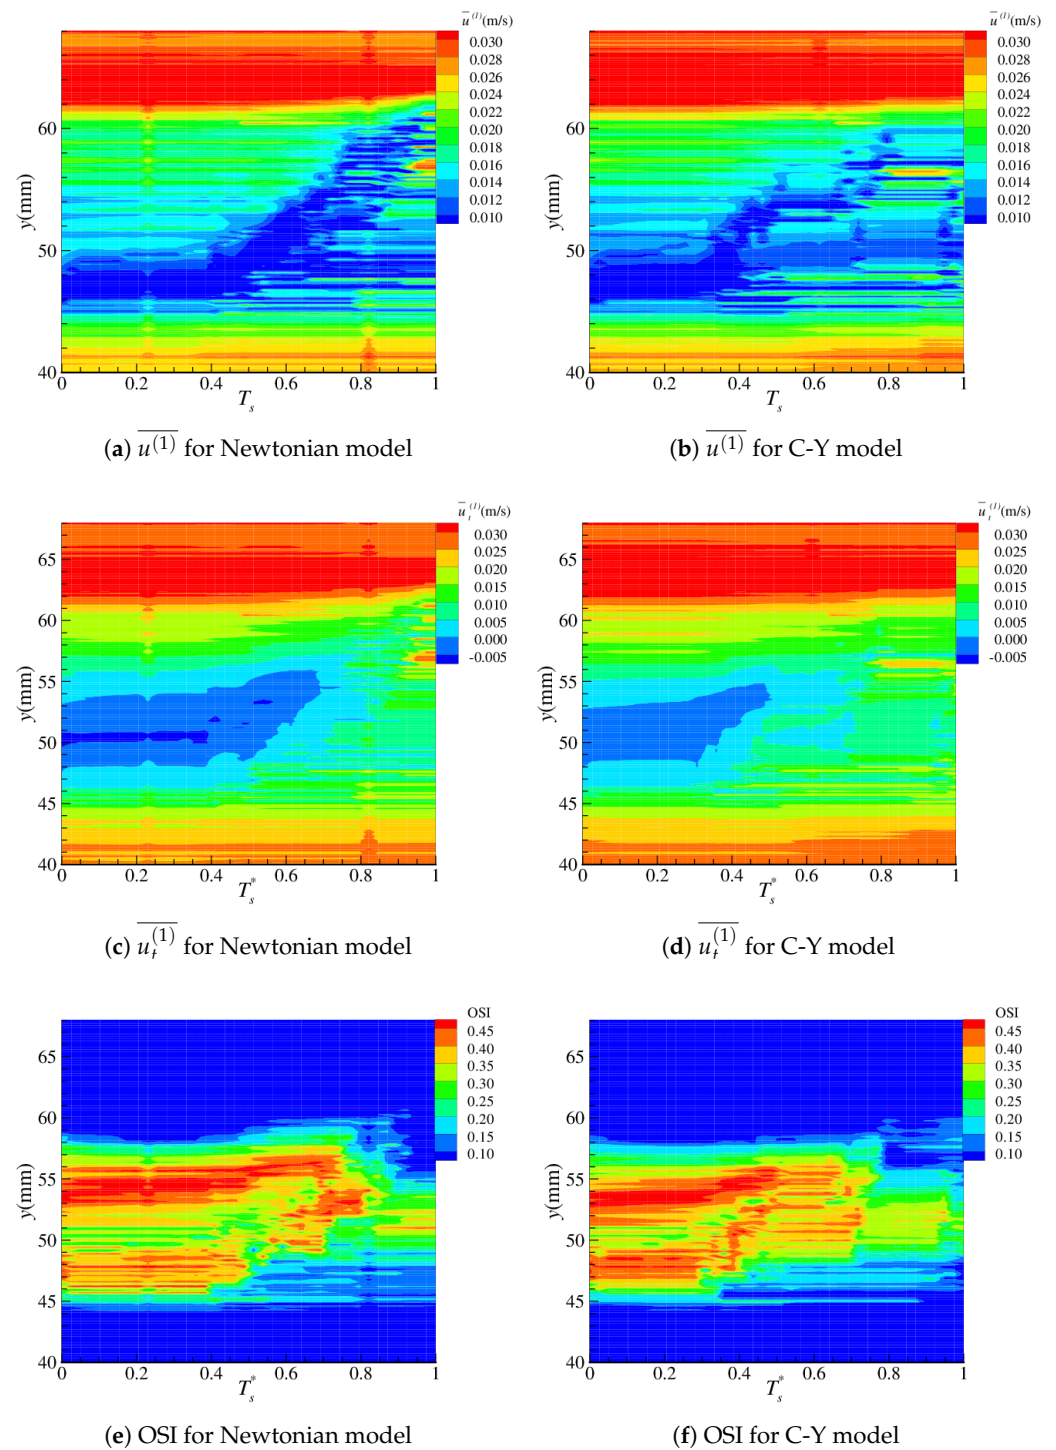 u̅⁽¹⁾(m/s)
0.030
0.028
0.026
0.024
0.022
0.020
0.018
0.016
0.014
0.012
0.010
60
50
40
y(mm)
0 0.2 0.4 0.6 0.8 1
Tₛ
(a) u̅⁽¹⁾ for Newtonian model
u̅⁽¹⁾(m/s)
0.030
0.028
0.026
0.024
0.022
0.020
0.018
0.016
0.014
0.012
0.010
60
50
40
y(mm)
0 0.2 0.4 0.6 0.8 1
Tₛ
(b) u̅⁽¹⁾ for C-Y model
u̅ₜ⁽¹⁾(m/s)
0.030
0.025
0.020
0.015
0.010
0.005
0.000
-0.005
65
60
55
50
45
40
y(mm)
0 0.2 0.4 0.6 0.8 1
Tₛ*
(c) u̅ₜ⁽¹⁾ for Newtonian model
u̅ₜ⁽¹⁾(m/s)
0.030
0.025
0.020
0.015
0.010
0.005
0.000
-0.005
65
60
55
50
45
40
y(mm)
0 0.2 0.4 0.6 0.8 1
Tₛ*
(d) u̅ₜ⁽¹⁾ for C-Y model
OSI
0.45
0.40
0.35
0.30
0.25
0.20
0.15
0.10
65
60
55
50
45
40
y(mm)
0 0.2 0.4 0.6 0.8 1
Tₛ*
(e) OSI for Newtonian model
OSI
0.45
0.40
0.35
0.30
0.25
0.20
0.15
0.10
65
60
55
50
45
40
y(mm)
0 0.2 0.4 0.6 0.8 1
Tₛ*
(f) OSI for C-Y model